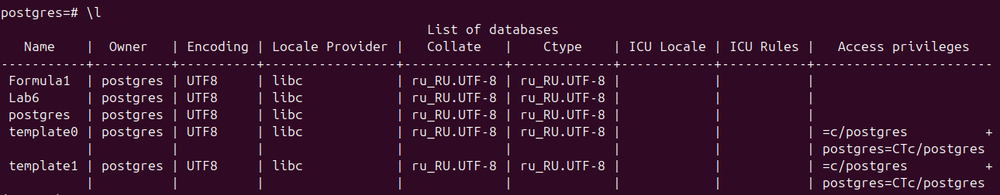 postgres=# \l
                                                       List of databases
   Name    |  Owner   | Encoding | Locale Provider |   Collate   |    Ctype    | ICU Locale | ICU Rules |   Access privileges
-----------+----------+----------+-----------------+-------------+-------------+------------+-----------+-----------------------
 Formula1  | postgres | UTF8     | libc            | ru_RU.UTF-8 | ru_RU.UTF-8 |            |           |
 Lab6      | postgres | UTF8     | libc            | ru_RU.UTF-8 | ru_RU.UTF-8 |            |           |
 postgres  | postgres | UTF8     | libc            | ru_RU.UTF-8 | ru_RU.UTF-8 |            |           |
 template0 | postgres | UTF8     | libc            | ru_RU.UTF-8 | ru_RU.UTF-8 |            |           | =c/postgres          +
           |          |          |                 |             |             |            |           | postgres=CTc/postgres
 template1 | postgres | UTF8     | libc            | ru_RU.UTF-8 | ru_RU.UTF-8 |            |           | =c/postgres          +
           |          |          |                 |             |             |            |           | postgres=CTc/postgres